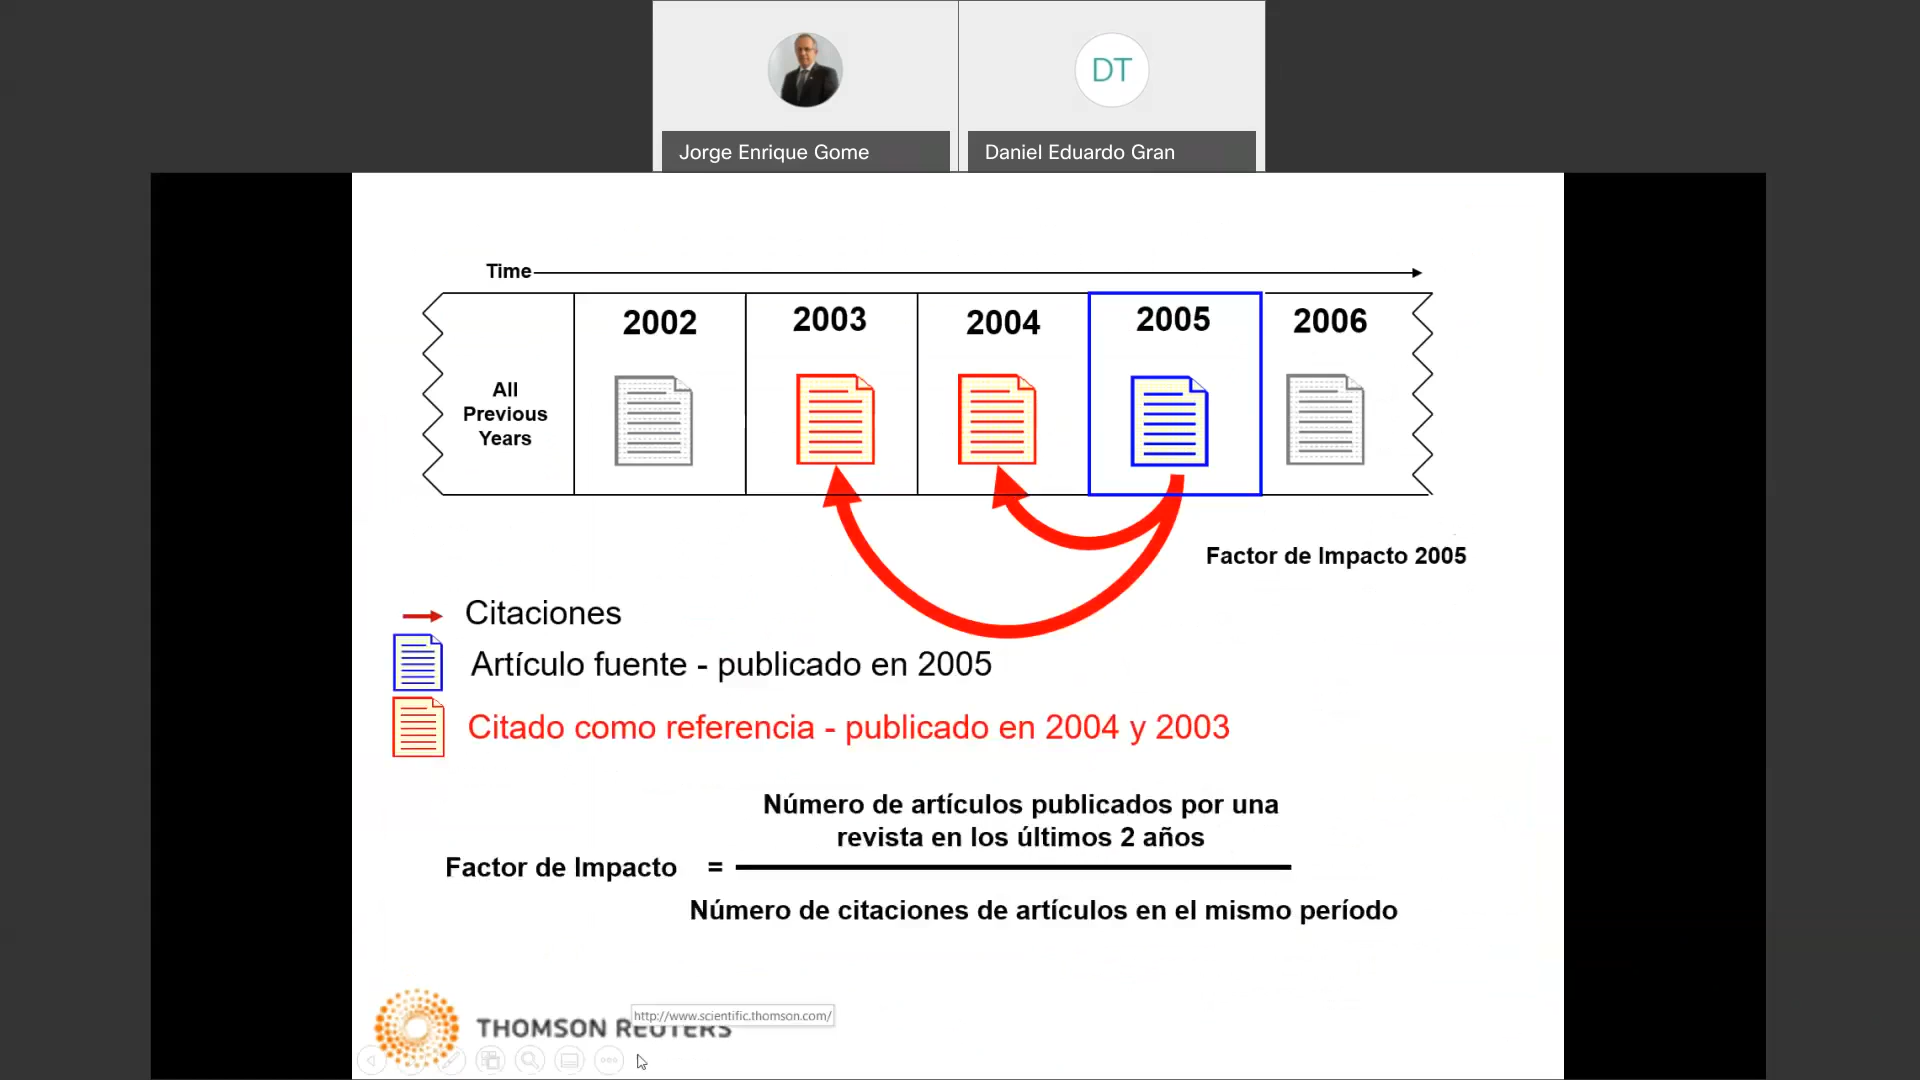 DT
Jorge Enrique Gome
Daniel Eduardo Gran
Time
2002
2003
2004
2005
2006
All
Previous
Years
Factor de Impacto 2005
Citaciones
Artículo fuente - publicado en 2005
Citado como referencia - publicado en 2004 y 2003
Número de artículos publicados por una
revista en los últimos 2 años
Factor de Impacto =
Número de citaciones de artículos en el mismo período
http://www.scientific.thomson.com/
THOMSON REUTERS